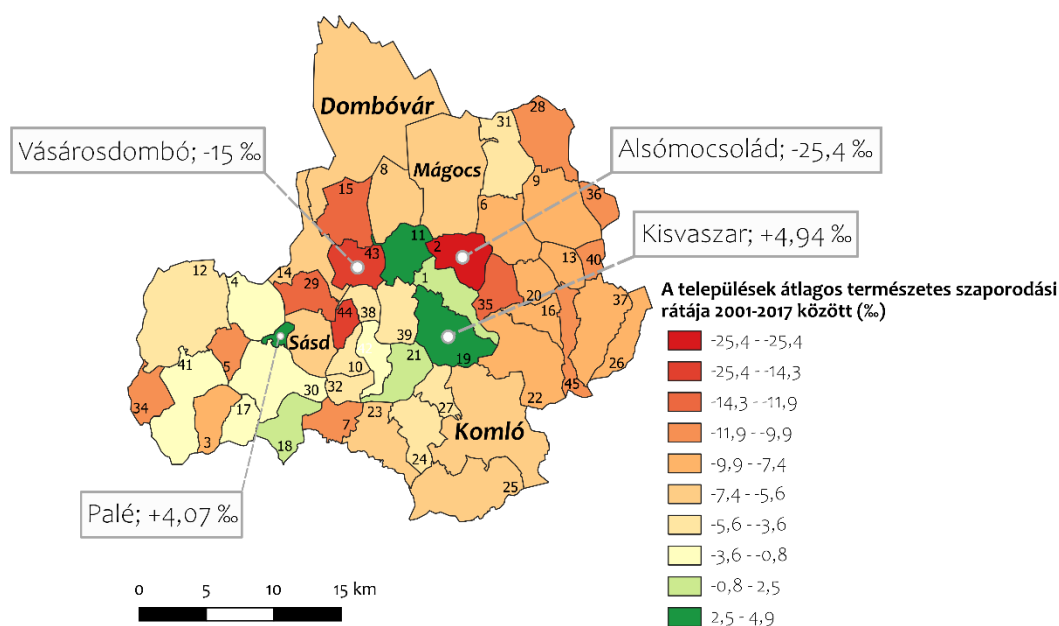 Dombóvár
28
31
Vásárosdombó; -15 ‰
Alsómocsolád; -25,4 ‰
Mágocs
8
9
15
6
36
Kisvaszar; +4,94 ‰
11
2
43
12
13
40
14
4
1
29
20
37
35
16
44
38
39
Sásd
19
21
10
41
5
26
30
32
45
22
34
17
23
27
3
18
7
Komló
24
25
Palé; +4,07 ‰
A települések átlagos természetes szaporodási
rátája 2001-2017 között (‰)
-25,4 - -25,4
-25,4 - -14,3
-14,3 - -11,9
-11,9 - -9,9
-9,9 - -7,4
-7,4 - -5,6
-5,6 - -3,6
-3,6 - -0,8
-0,8 - 2,5
2,5 - 4,9
0 5 10 15 km